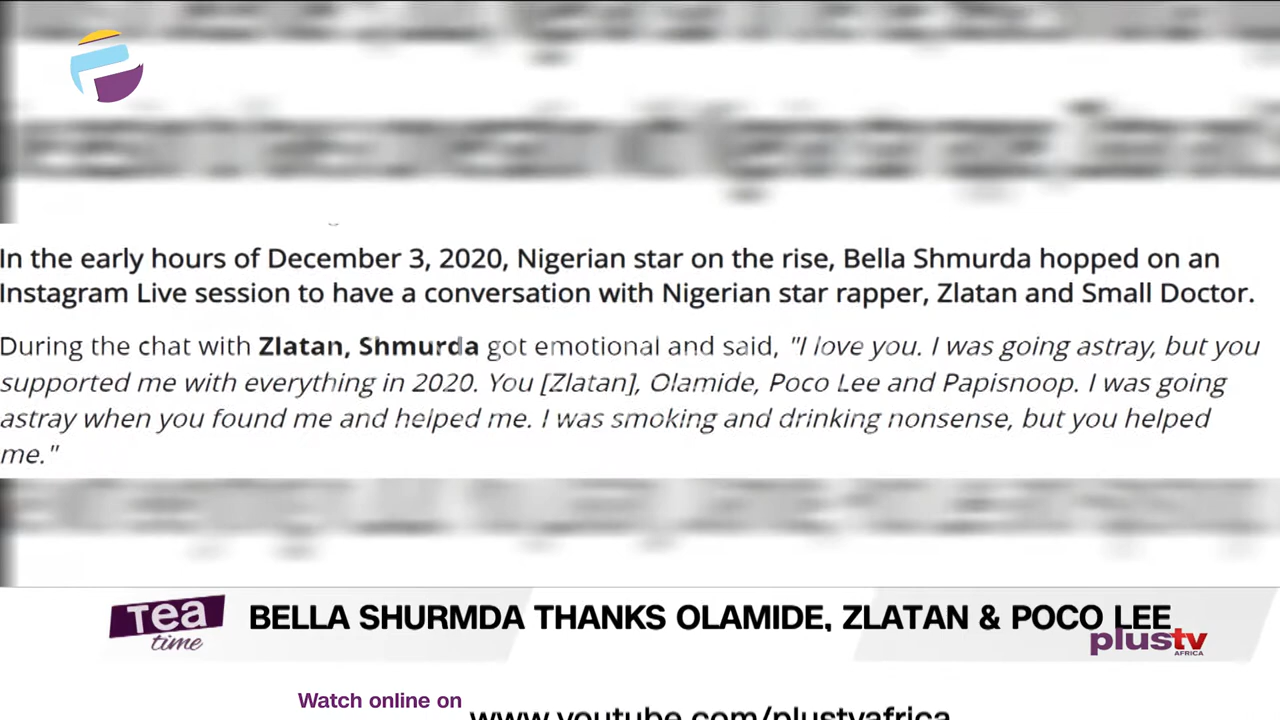 In the early hours of December 3, 2020, Nigerian star on the rise, Bella Shmurda hopped on an
Instagram Live session to have a conversation with Nigerian star rapper, Zlatan and Small Doctor.
During the chat with Zlatan, Shmurda got emotional and said, "I love you. I was going astray, but you
supported me with everything in 2020. You [Zlatan], Olamide, Poco Lee and Papisnoop. I was going
astray when you found me and helped me. I was smoking and drinking nonsense, but you helped
me."
Tea
time
BELLA SHURMDA THANKS OLAMIDE, ZLATAN & POCO LEE
plustv
AFRICA
Watch online on
www.youtube.com/plustvafrica